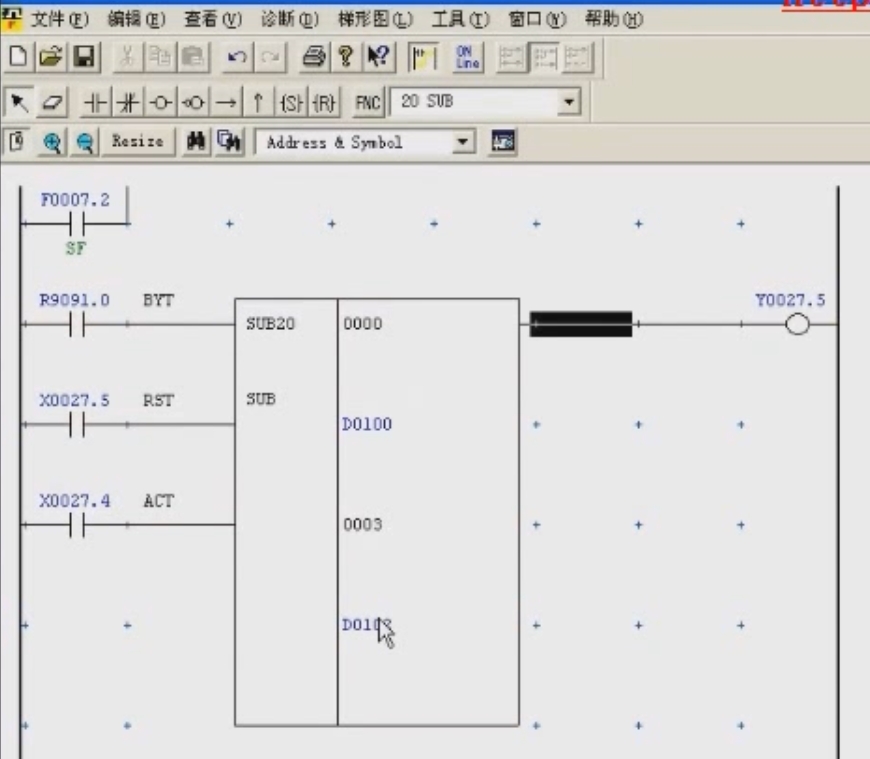 文件(F) 编辑(E) 查看(V) 诊断(D) 梯形图(L) 工具(T) 窗口(W) 帮助(H)
ON Line
{S} {R} FNC 20 SUB
Resize Address & Symbol
F0007.2
SF
R9091.0 BYT Y0027.5
SUB20 0000
X0027.5 RST SUB
D0100
X0027.4 ACT
0003